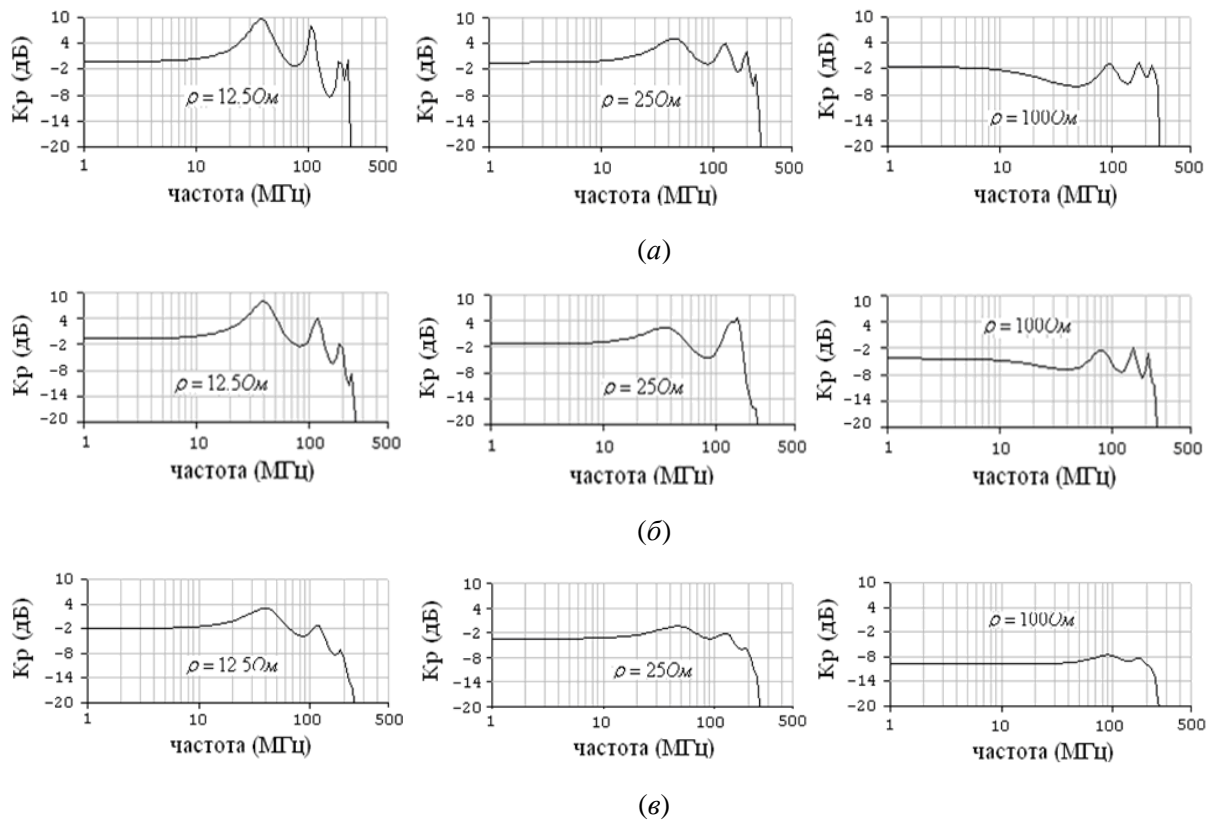 Кр (дБ)
10
4
−2
−8
−14
−20
ρ = 12.5Ом
1 10 100 500
частота (МГц)
Кр (дБ)
10
4
−2
−8
−14
−20
ρ = 25Ом
1 10 100 500
частота (МГц)
Кр (дБ)
10
4
−2
−8
−14
−20
ρ = 100Ом
1 10 100 500
частота (МГц)
(а)
Кр (дБ)
10
4
−2
−8
−14
−20
ρ = 12.5Ом
1 10 100 500
частота (МГц)
Кр (дБ)
10
4
−2
−8
−14
−20
ρ = 25Ом
1 10 100 500
частота (МГц)
Кр (дБ)
10
4
−2
−8
−14
−20
ρ = 100Ом
1 10 100 500
частота (МГц)
(б)
Кр (дБ)
10
4
−2
−8
−14
−20
ρ = 12.5Ом
1 10 100 500
частота (МГц)
Кр (дБ)
10
4
−2
−8
−14
−20
ρ = 25Ом
1 10 100 500
частота (МГц)
Кр (дБ)
10
4
−2
−8
−14
−20
ρ = 100Ом
1 10 100 500
частота (МГц)
(в)